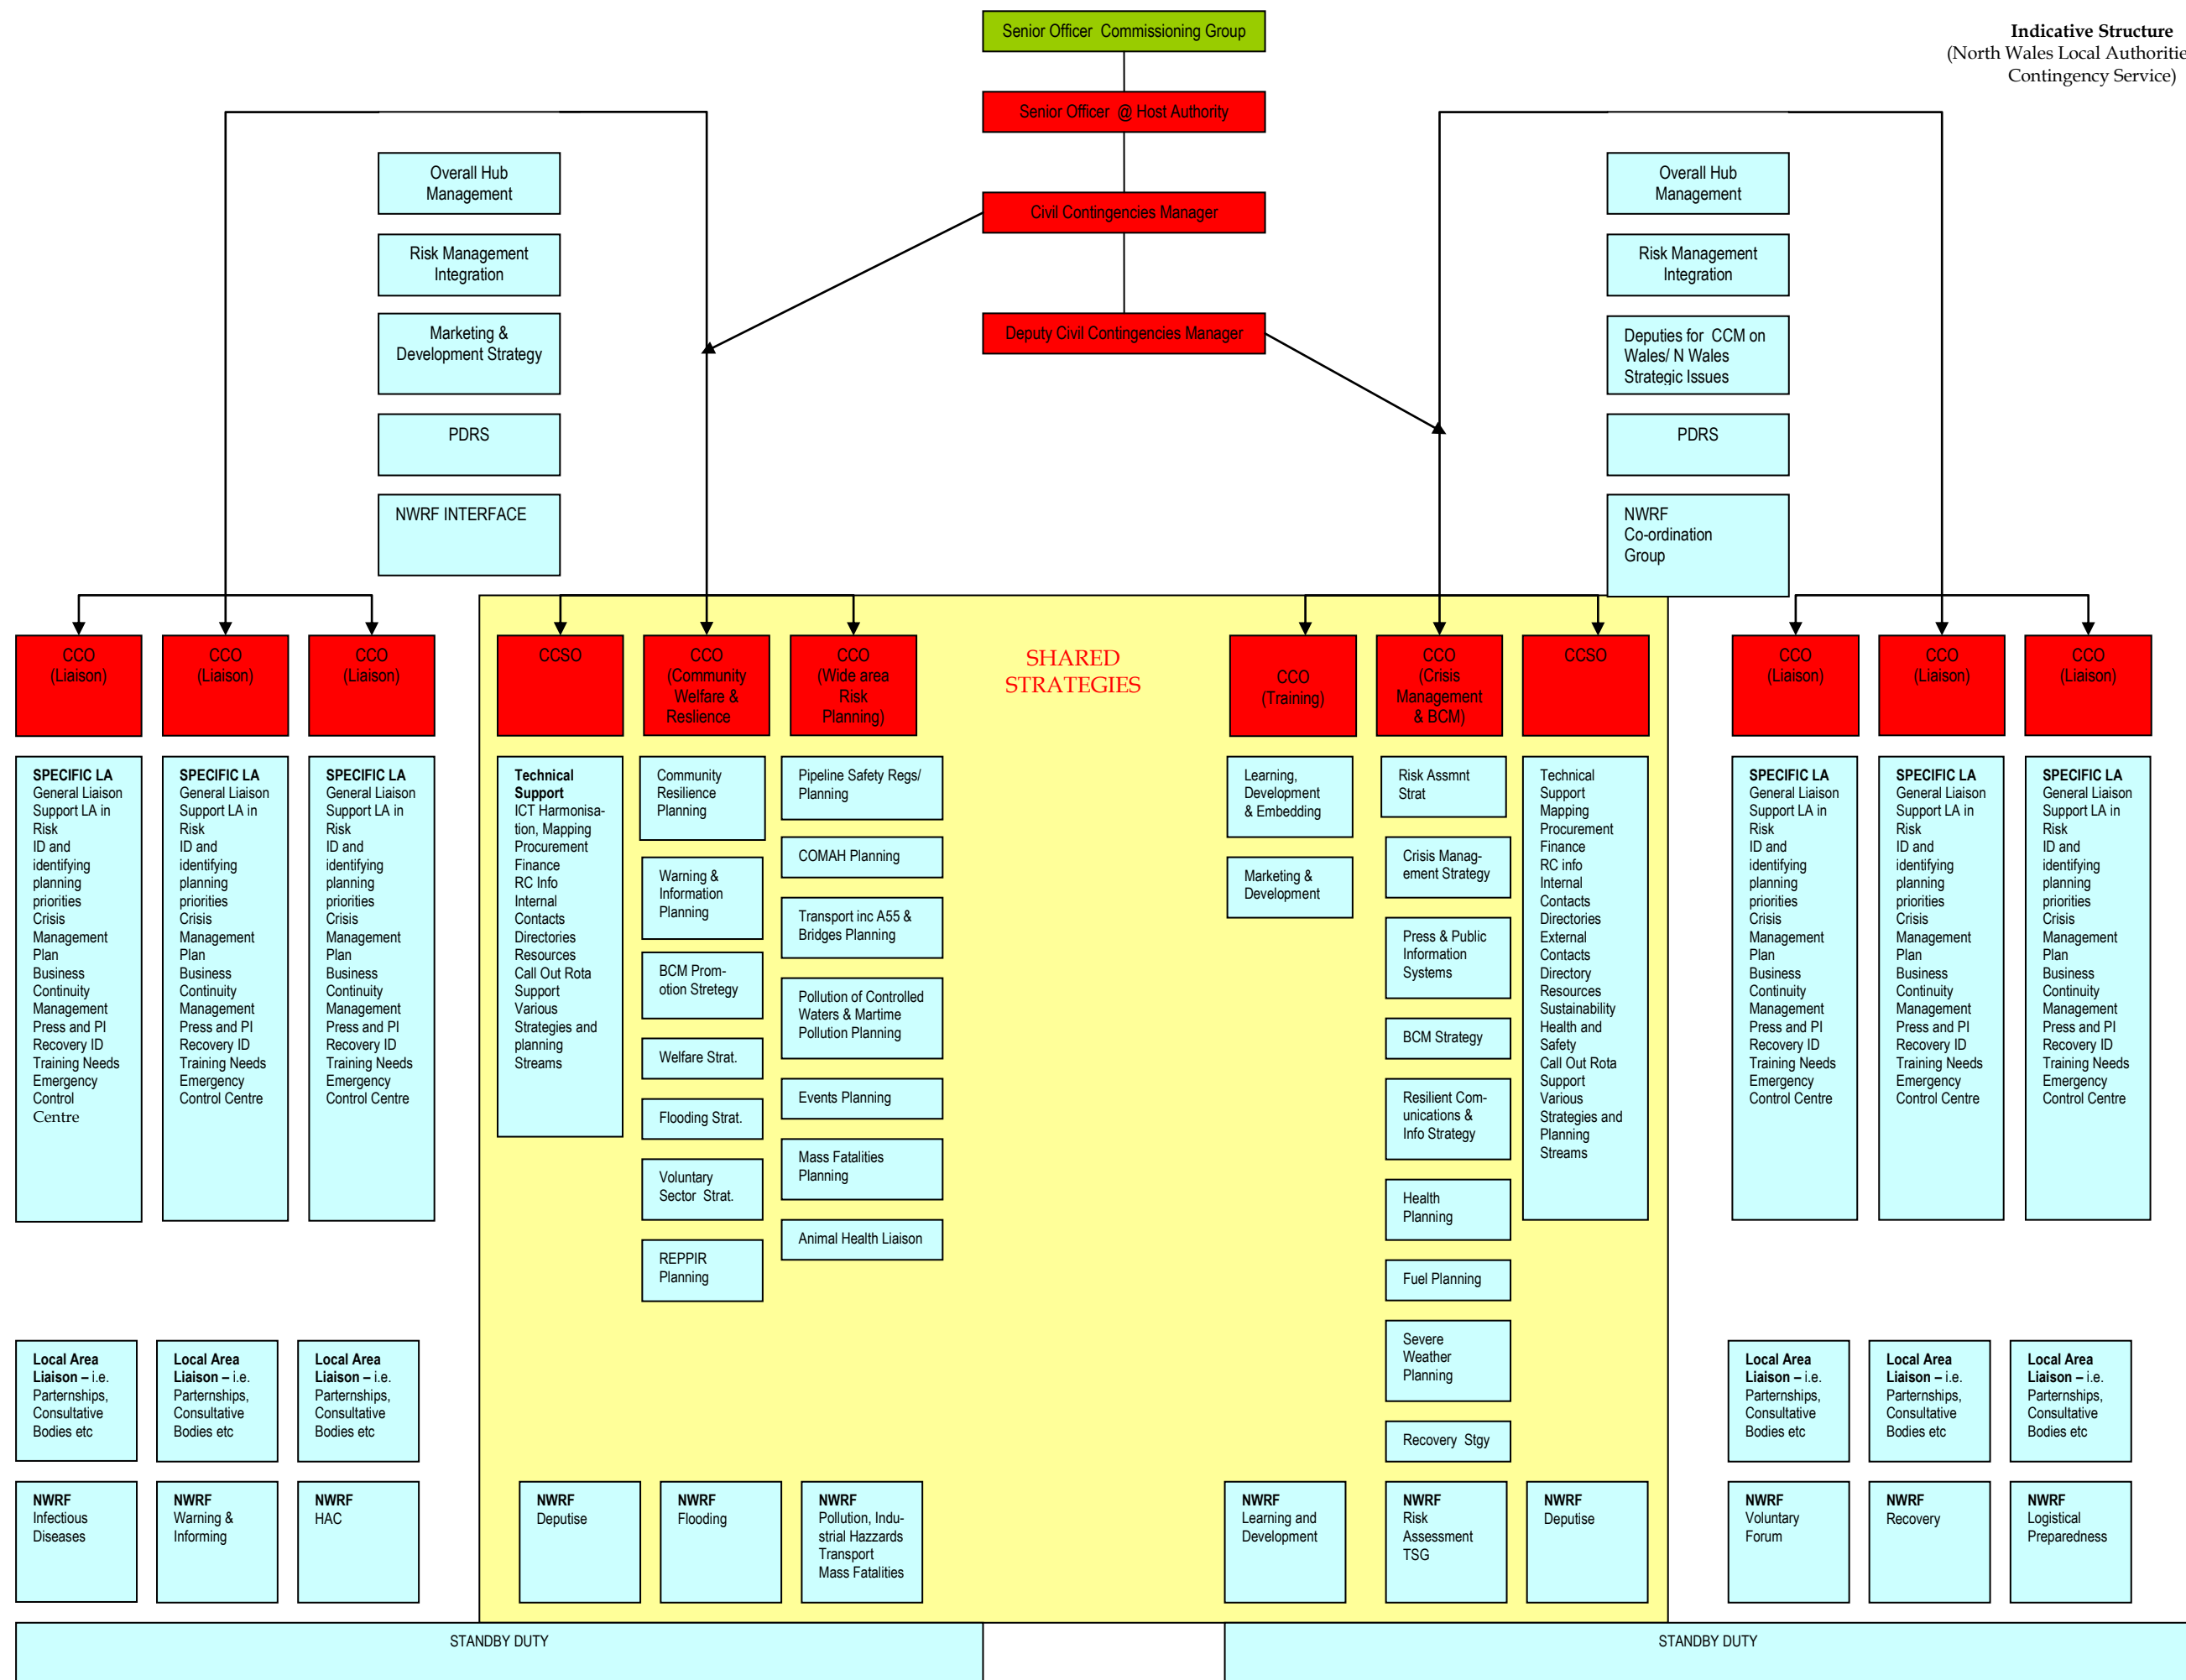 Senior Officer  Commissioning Group
Indicative Structure
(North Wales Local Authoritie
Contingency Service)
Senior Officer  @ Host Authority
Civil Contingencies Manager
Deputy Civil Contingencies Manager
Overall Hub
Management
Risk Management
Integration
Marketing &
Development Strategy
PDRS
NWRF INTERFACE
Overall Hub
Management
Risk Management
Integration
Deputies for  CCM on
Wales/ N Wales
Strategic Issues
PDRS
NWRF
Co-ordination
Group
CCO
(Liaison)
CCO
(Liaison)
CCO
(Liaison)
CCSO
CCO
(Community
Welfare &
Reslience
CCO
(Wide area
Risk
Planning)
SHARED
STRATEGIES
CCO
(Training)
CCO
(Crisis
Management
& BCM)
CCSO
CCO
(Liaison)
CCO
(Liaison)
CCO
(Liaison)
SPECIFIC LA
General Liaison
Support LA in
Risk
ID and
identifying
planning
priorities
Crisis
Management
Plan
Business
Continuity
Management
Press and PI
Recovery ID
Training Needs
Emergency
Control
Centre
SPECIFIC LA
General Liaison
Support LA in
Risk
ID and
identifying
planning
priorities
Crisis
Management
Plan
Business
Continuity
Management
Press and PI
Recovery ID
Training Needs
Emergency
Control Centre
SPECIFIC LA
General Liaison
Support LA in
Risk
ID and
identifying
planning
priorities
Crisis
Management
Plan
Business
Continuity
Management
Press and PI
Recovery ID
Training Needs
Emergency
Control Centre
Technical
Support
ICT Harmonisa-
tion, Mapping
Procurement
Finance
RC Info
Internal
Contacts
Directories
Resources
Call Out Rota
Support
Various
Strategies and
planning
Streams
Community
Resilience
Planning
Warning &
Information
Planning
BCM Prom-
otion Stretegy
Welfare Strat.
Flooding Strat.
Voluntary
Sector  Strat.
REPPIR
Planning
Pipeline Safety Regs/
Planning
COMAH Planning
Transport inc A55 &
Bridges Planning
Pollution of Controlled
Waters & Martime
Pollution Planning
Events Planning
Mass Fatalities
Planning
Animal Health Liaison
Learning,
Development
& Embedding
Marketing &
Development
Risk Assmnt
Strat
Crisis Manag-
ement Strategy
Press & Public
Information
Systems
BCM Strategy
Resilient Com-
unications &
Info Strategy
Health
Planning
Fuel Planning
Severe
Weather
Planning
Recovery  Stgy
Technical
Support
Mapping
Procurement
Finance
RC info
Internal
Contacts
Directories
External
Contacts
Directory
Resources
Sustainability
Health and
Safety
Call Out Rota
Support
Various
Strategies and
Planning
Streams
SPECIFIC LA
General Liaison
Support LA in
Risk
ID and
identifying
planning
priorities
Crisis
Management
Plan
Business
Continuity
Management
Press and PI
Recovery ID
Training Needs
Emergency
Control Centre
SPECIFIC LA
General Liaison
Support LA in
Risk
ID and
identifying
planning
priorities
Crisis
Management
Plan
Business
Continuity
Management
Press and PI
Recovery ID
Training Needs
Emergency
Control Centre
SPECIFIC LA
General Liaison
Support LA in
Risk
ID and
identifying
planning
priorities
Crisis
Management
Plan
Business
Continuity
Management
Press and PI
Recovery ID
Training Needs
Emergency
Control Centre
Local Area
Liaison – i.e.
Parternships,
Consultative
Bodies etc
Local Area
Liaison – i.e.
Parternships,
Consultative
Bodies etc
Local Area
Liaison – i.e.
Parternships,
Consultative
Bodies etc
Local Area
Liaison – i.e.
Parternships,
Consultative
Bodies etc
Local Area
Liaison – i.e.
Parternships,
Consultative
Bodies etc
Local Area
Liaison – i.e.
Parternships,
Consultative
Bodies etc
NWRF
Infectious
Diseases
NWRF
Warning &
Informing
NWRF
HAC
NWRF
Deputise
NWRF
Flooding
NWRF
Pollution, Indu-
strial Hazzards
Transport
Mass Fatalities
NWRF
Learning and
Development
NWRF
Risk
Assessment
TSG
NWRF
Deputise
NWRF
Voluntary
Forum
NWRF
Recovery
NWRF
Logistical
Preparedness
STANDBY DUTY
STANDBY DUTY